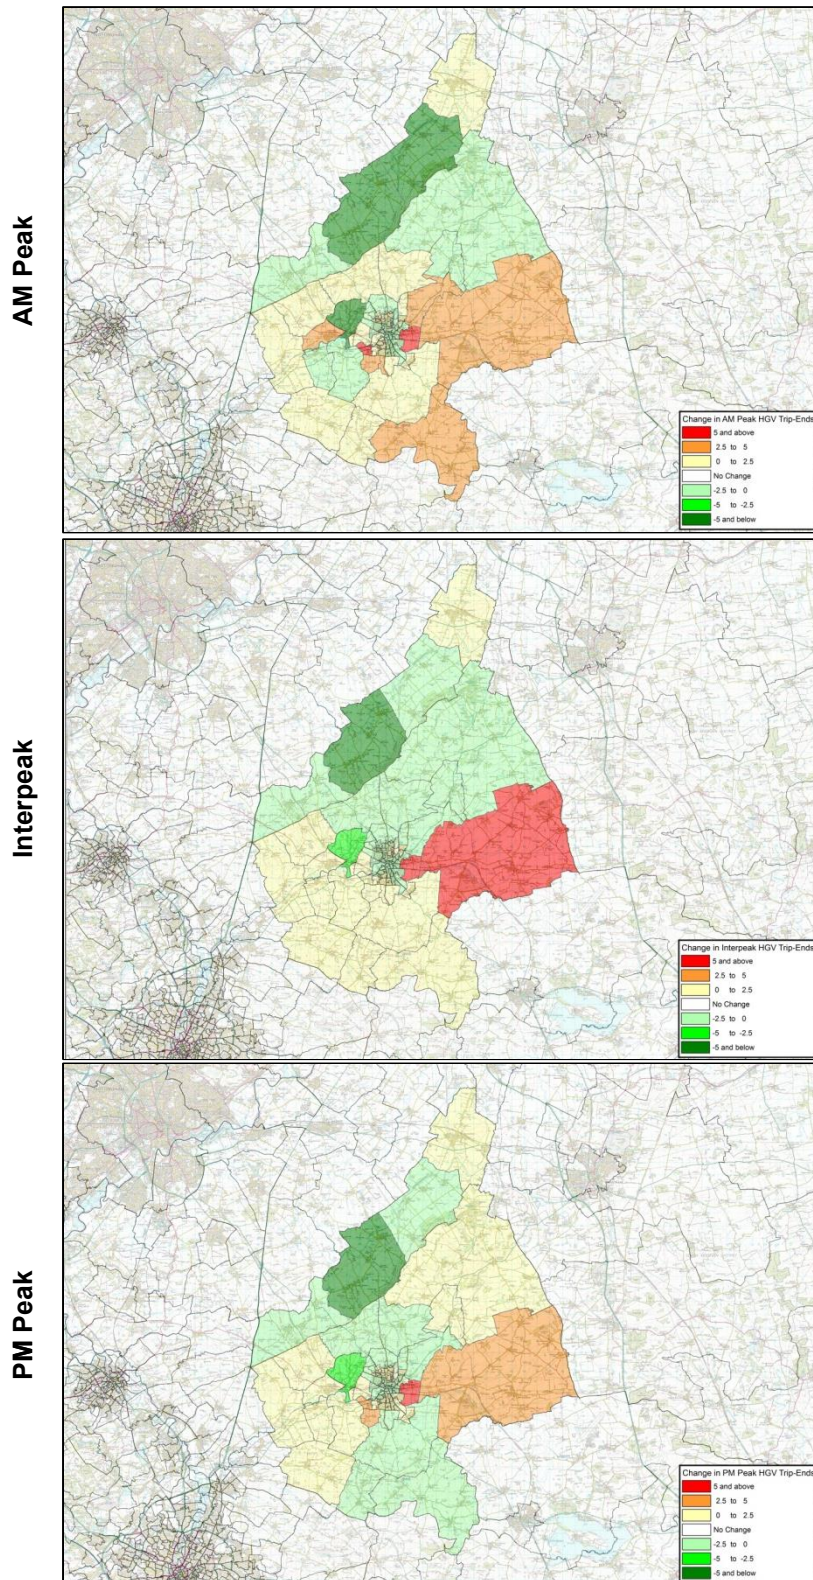 AM Peak
Change in AM Peak HGV Trip-Ends
5 and above
2.5 to 5
0 to 2.5
No Change
-2.5 to 0
-5 to -2.5
-5 and below
Interpeak
Change in Interpeak HGV Trip-Ends
5 and above
2.5 to 5
0 to 2.5
No Change
-2.5 to 0
-5 to -2.5
-5 and below
PM Peak
Change in PM Peak HGV Trip-Ends
5 and above
2.5 to 5
0 to 2.5
No Change
-2.5 to 0
-5 to -2.5
-5 and below